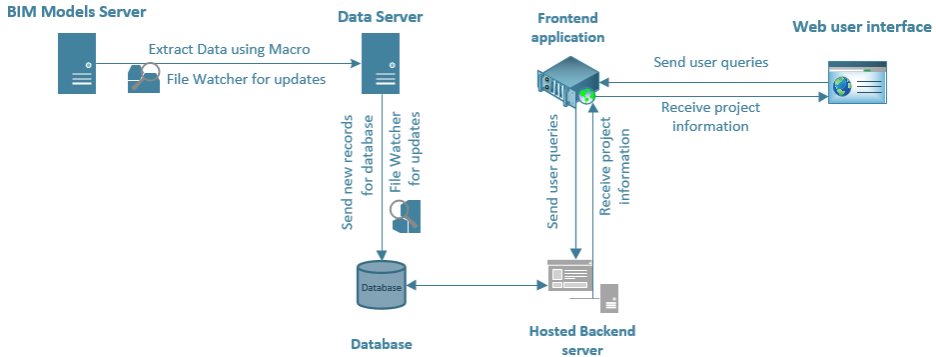 BIM Models Server
Data Server
Frontend
application
Web user interface
Extract Data using Macro
File Watcher for updates
Send user queries
Receive project
information
Send new records
for database
File Watcher
for updates
Send user queries
Receive project
information
Database
Database
Hosted Backend
server